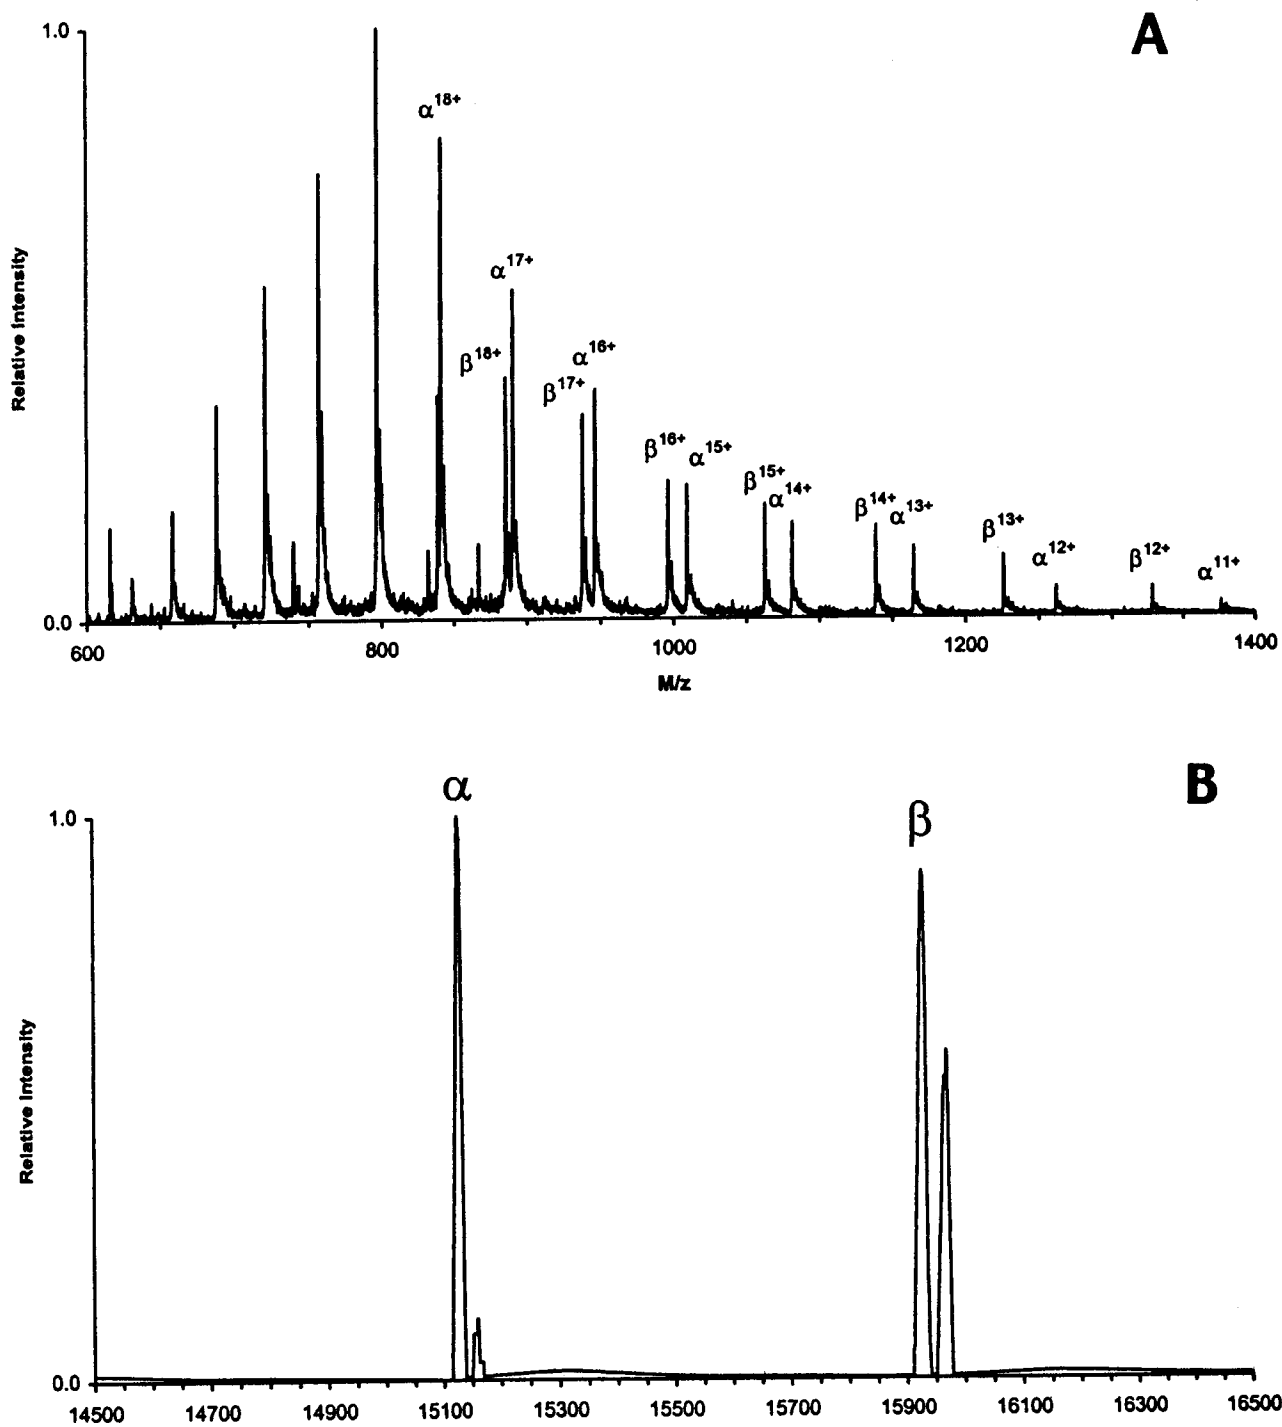 A
1.0
α18+
α17+
α16+
β18+
β17+
β16+
α15+
β15+
α14+
β14+
α13+
β13+
α12+
β12+
α11+
Relative Intensity
0.0
600 800 1000 1200 1400
M/z
B
α
β
1.0
Relative Intensity
0.0
14500 14700 14900 15100 15300 15500 15700 15900 16100 16300 16500